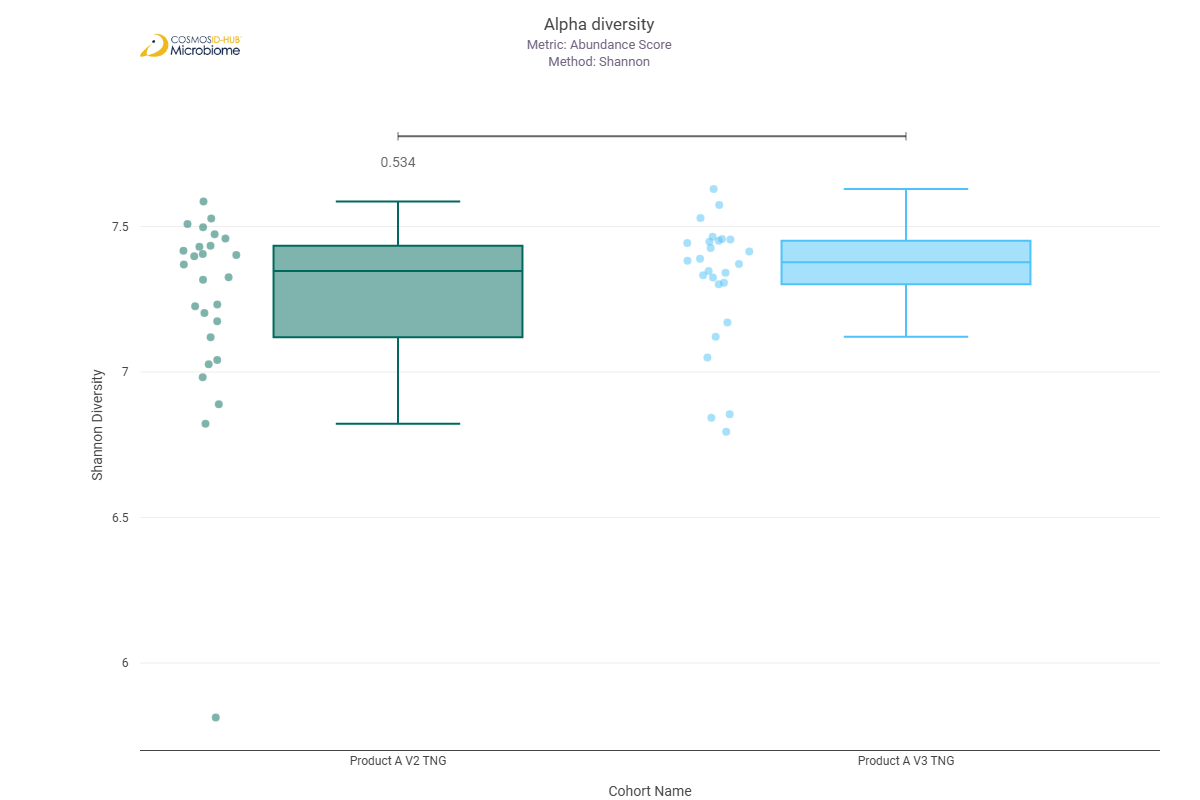 Alpha diversity
Metric: Abundance Score
Method: Shannon
COSMOSID-HUB
Microbiome
0.534
7.5
7
6.5
6
Shannon Diversity
Product A V2 TNG
Product A V3 TNG
Cohort Name